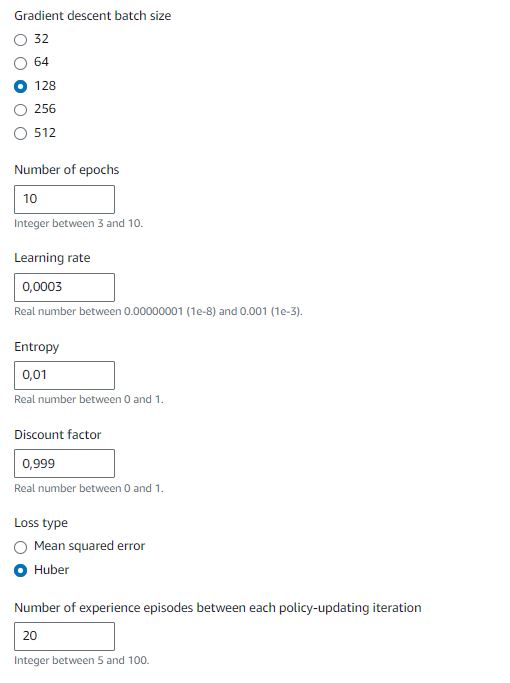 Gradient descent batch size
32
64
128
256
512
Number of epochs
10
Integer between 3 and 10.
Learning rate
0,0003
Real number between 0.00000001 (1e-8) and 0.001 (1e-3).
Entropy
0,01
Real number between 0 and 1.
Discount factor
0,999
Real number between 0 and 1.
Loss type
Mean squared error
Huber
Number of experience episodes between each policy-updating iteration
20
Integer between 5 and 100.